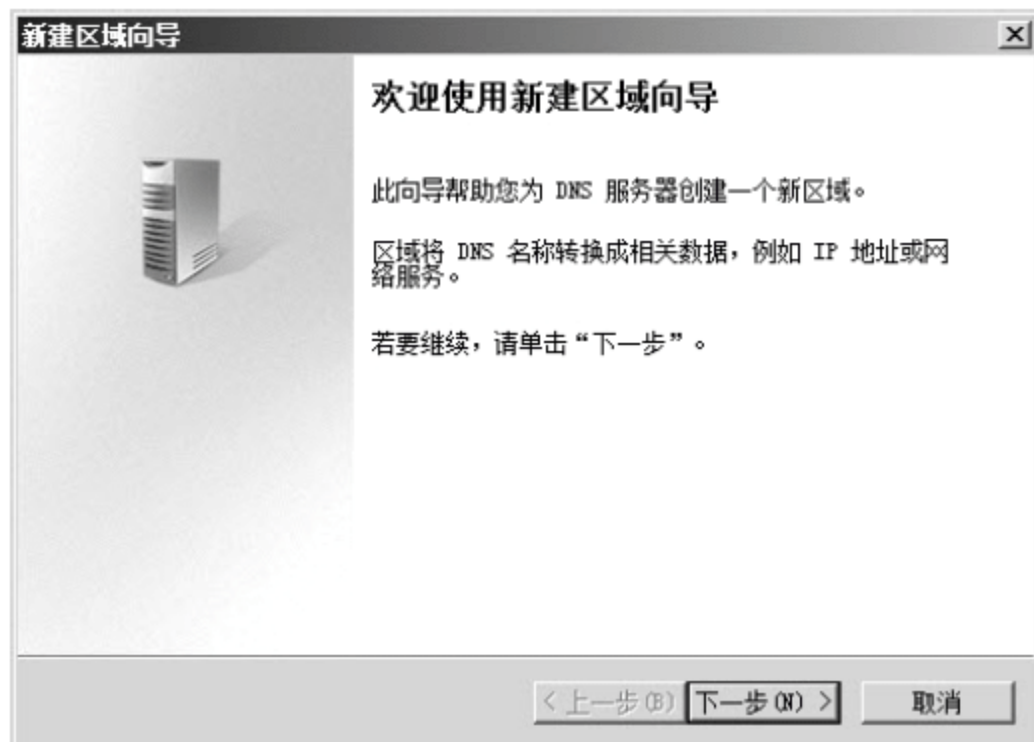 新建区域向导
欢迎使用新建区域向导
此向导帮助您为 DNS 服务器创建一个新区域。
区域将 DNS 名称转换成相关数据，例如 IP 地址或网
络服务。
若要继续，请单击“下一步”。
< 上一步(B) 下一步(N) > 取消